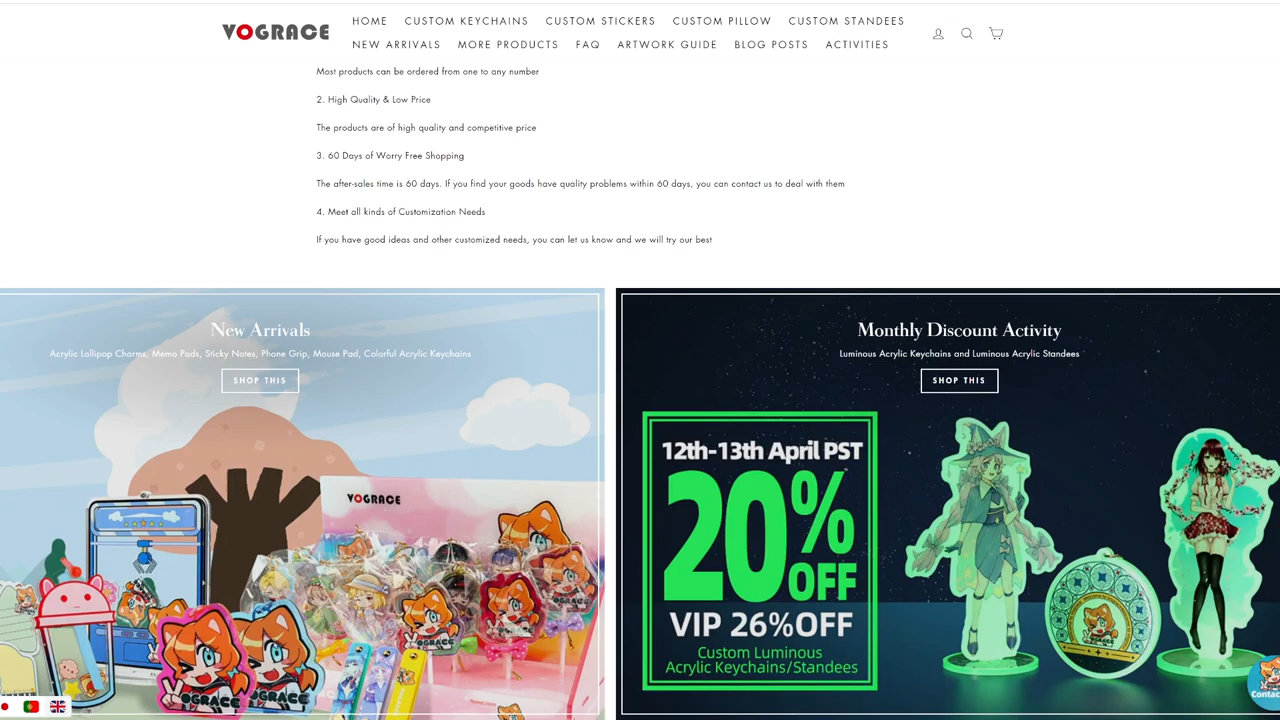 VOGRACE
HOME CUSTOM KEYCHAINS CUSTOM STICKERS CUSTOM PILLOW CUSTOM STANDEES
NEW ARRIVALS MORE PRODUCTS FAQ ARTWORK GUIDE BLOG POSTS ACTIVITIES
Most products can be ordered from one to any number
2. High Quality & Low Price
The products are of high quality and competitive price
3. 60 Days of Worry Free Shopping
The after-sales time is 60 days. If you find your goods have quality problems within 60 days, you can contact us to deal with them
4. Meet all kinds of Customization Needs
If you have good ideas and other customized needs, you can let us know and we will try our best
New Arrivals
Acrylic Lollipop Charms, Memo Pads, Sticky Notes, Phone Grip, Mouse Pad, Colorful Acrylic Keychains
SHOP THIS
VOGRACE
VOGRACE
VOGRACE
Monthly Discount Activity
Luminous Acrylic Keychains and Luminous Acrylic Standees
SHOP THIS
12th-13th April PST
20% OFF
VIP 26%OFF
Custom Luminous
Acrylic Keychains/Standees